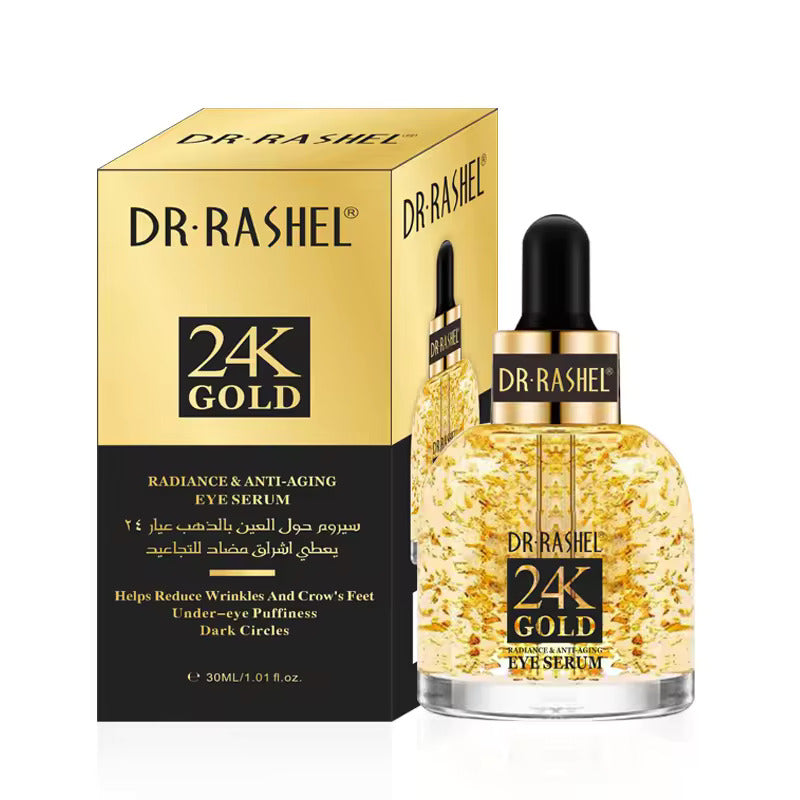 DR·RASHEL
DR·RASHEL®
24K
GOLD
RADIANCE & ANTI-AGING
EYE SERUM
سيروم حول العين بالذهب عيار ٢٤
يعطي اشراق مضاد للتجاعيد
Helps Reduce Wrinkles And Crow's Feet
Under-eye Puffiness
Dark Circles
℮ 30ML/1.01 fl.oz.
DR·RASHEL®
DR·RASHEL
DR·RASHEL®
DR·RASHEL
24K
GOLD
RADIANCE & ANTI-AGING
EYE SERUM